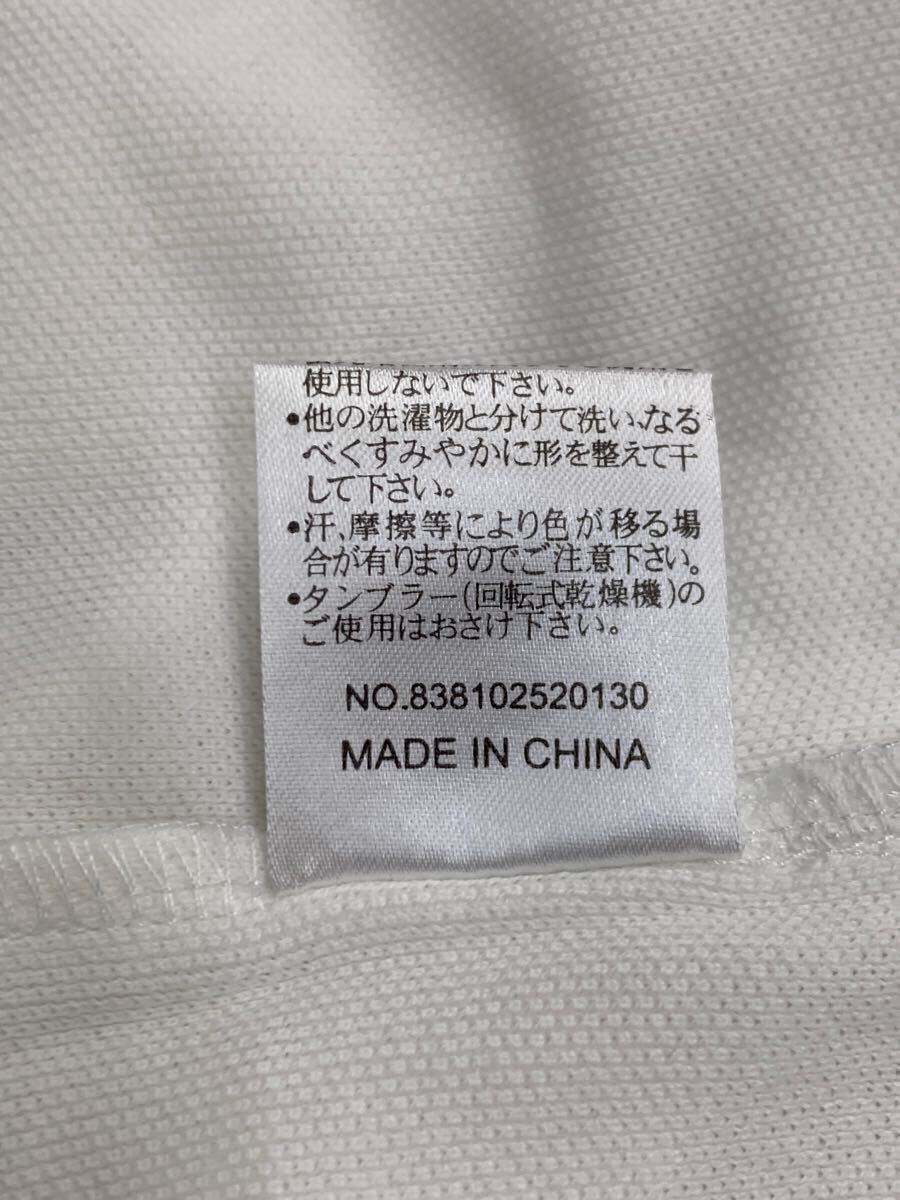 使用しないで下さい。
•他の洗濯物と分けて洗い、なる
べくすみやかに形を整えて干
して下さい。
•汗、摩擦等により色が移る場
合が有りますのでご注意下さい。
•タンブラー(回転式乾燥機)の
ご使用はおさけ下さい。
NO.838102520130
MADE IN CHINA